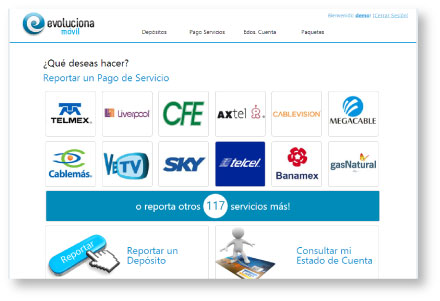 evoluciona
móvil
Bienvenido demo! [Cerrar Sesión]
Depósitos Pago Servicios Edos. Cuenta Paquetes
¿Qué deseas hacer?
Reportar un Pago de Servicio
TELMEX. Liverpool CFE AXtel CABLEVISION MEGACABLE
Cablemás. VeTV SKY telcel Banamex gasNatural
o reporta otros 117 servicios más!
Reportar
Reportar un
Depósito
Consultar mi
Estado de Cuenta